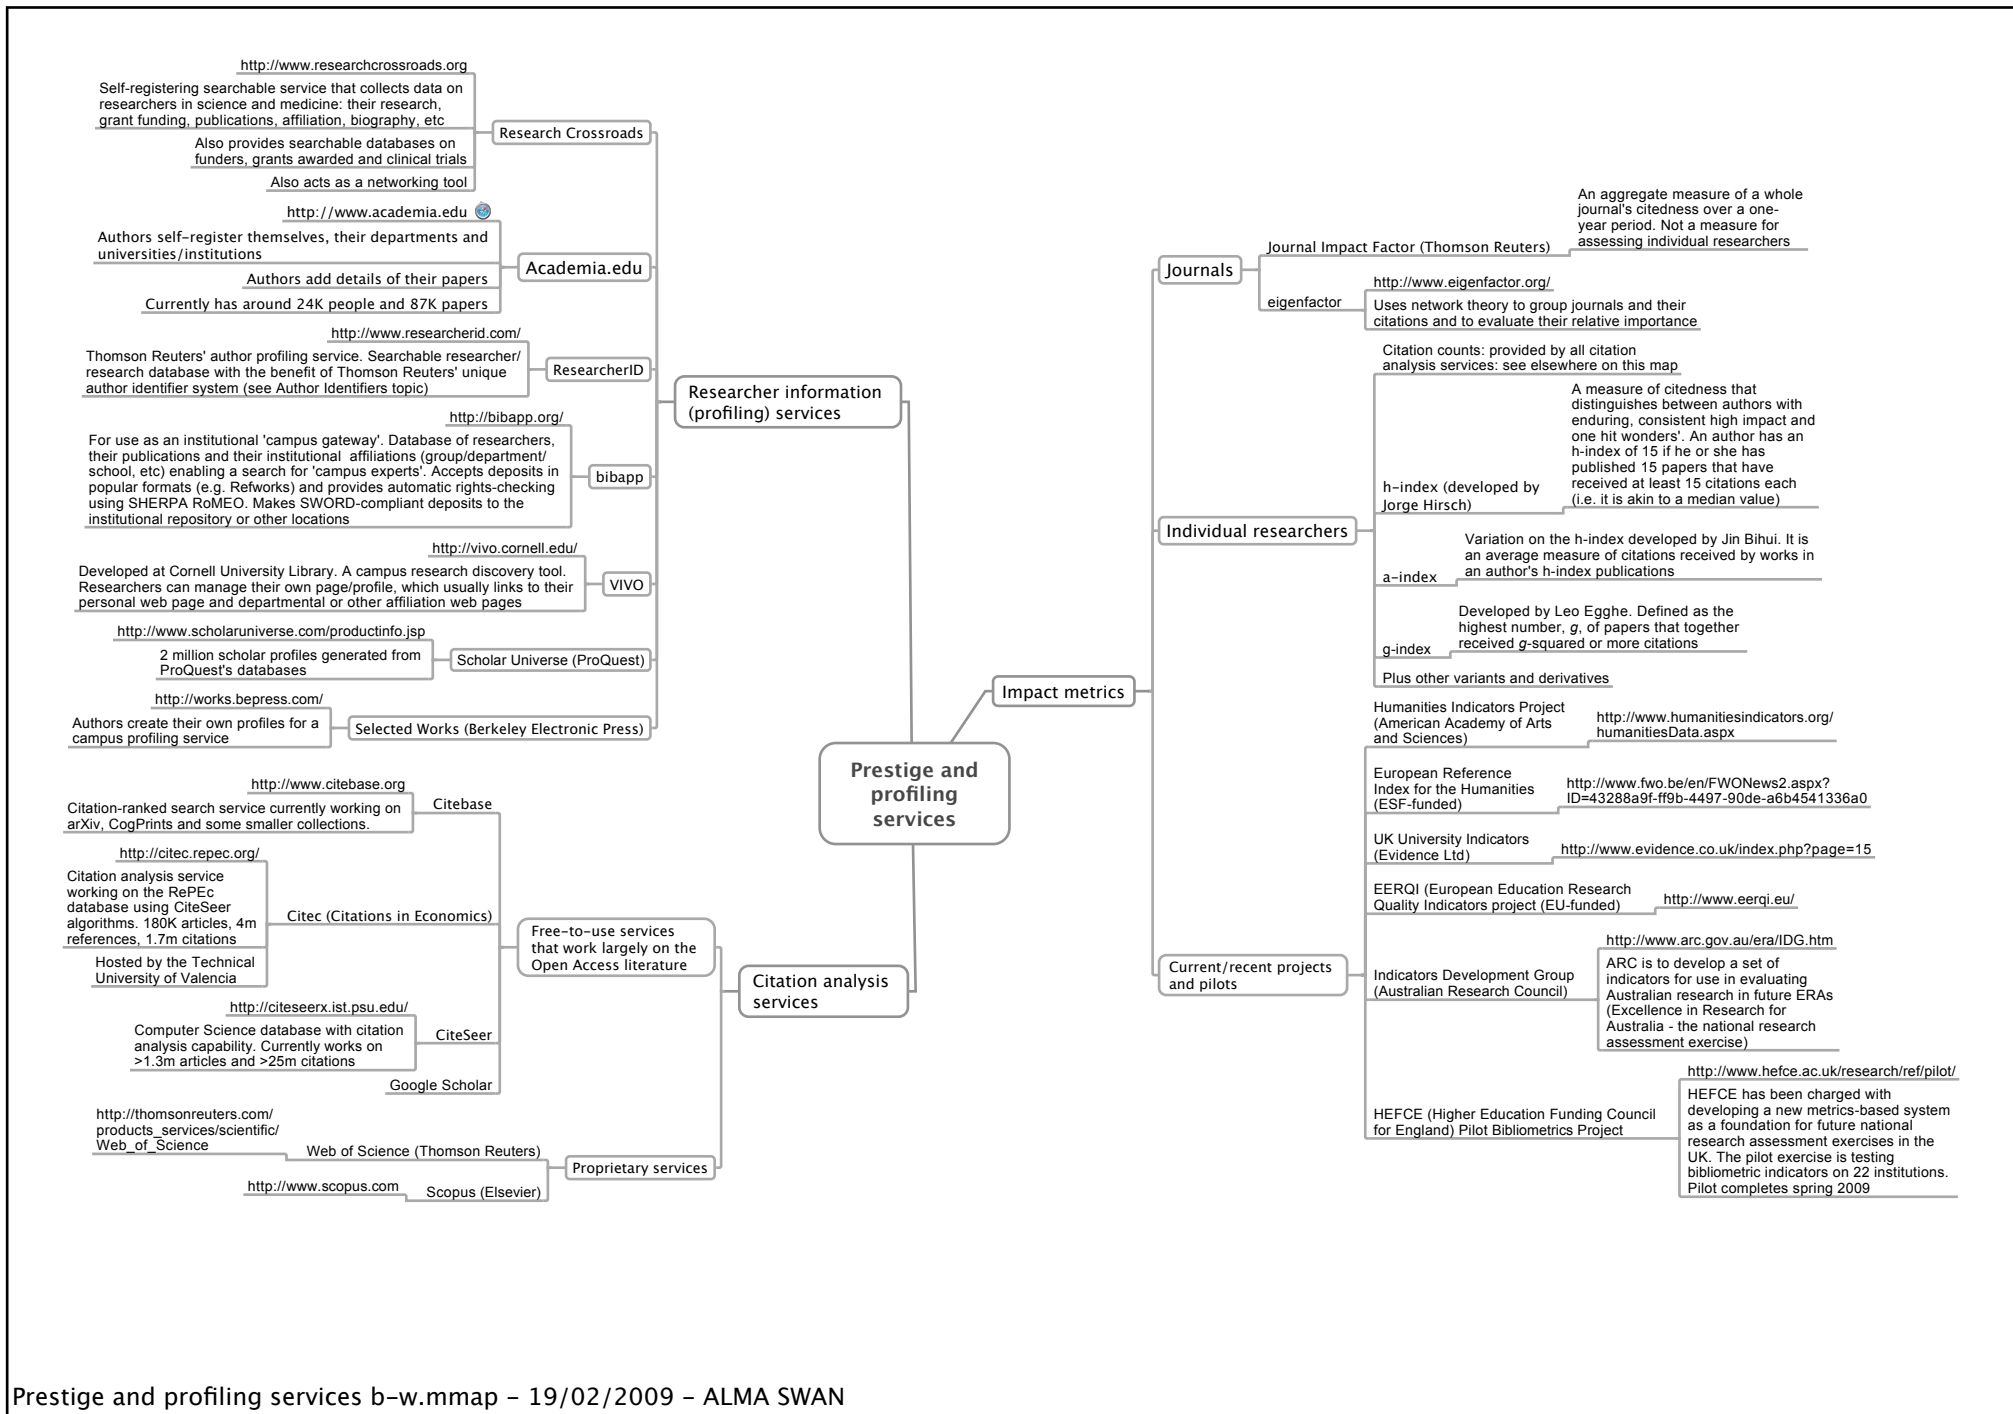 http://www.researchcrossroads.org
Self-registering searchable service that collects data on
researchers in science and medicine: their research,
grant funding, publications, affiliation, biography, etc
Also provides searchable databases on
funders, grants awarded and clinical trials
Also acts as a networking tool
Research Crossroads
http://www.academia.edu
Authors self-register themselves, their departments and
universities/institutions
Authors add details of their papers
Currently has around 24K people and 87K papers
Academia.edu
http://www.researcherid.com/
Thomson Reuters' author profiling service. Searchable researcher/
research database with the benefit of Thomson Reuters' unique
author identifier system (see Author Identifiers topic)
ResearcherID
http://bibapp.org/
For use as an institutional 'campus gateway'. Database of researchers,
their publications and their institutional affiliations (group/department/
school, etc) enabling a search for 'campus experts'. Accepts deposits in
popular formats (e.g. Refworks) and provides automatic rights-checking
using SHERPA RoMEO. Makes SWORD-compliant deposits to the
institutional repository or other locations
bibapp
http://vivo.cornell.edu/
Developed at Cornell University Library. A campus research discovery tool.
Researchers can manage their own page/profile, which usually links to their
personal web page and departmental or other affiliation web pages
VIVO
http://www.scholaruniverse.com/productinfo.jsp
2 million scholar profiles generated from
ProQuest's databases
Scholar Universe (ProQuest)
http://works.bepress.com/
Authors create their own profiles for a
campus profiling service
Selected Works (Berkeley Electronic Press)
Researcher information
(profiling) services
http://www.citebase.org
Citation-ranked search service currently working on
arXiv, CogPrints and some smaller collections.
Citebase
http://citec.repec.org/
Citation analysis service
working on the RePEc
database using CiteSeer
algorithms. 180K articles, 4m
references, 1.7m citations
Hosted by the Technical
University of Valencia
Citec (Citations in Economics)
http://citeseerx.ist.psu.edu/
Computer Science database with citation
analysis capability. Currently works on
>1.3m articles and >25m citations
CiteSeer
Google Scholar
Free-to-use services
that work largely on the
Open Access literature
http://thomsonreuters.com/
products_services/scientific/
Web_of_Science
Web of Science (Thomson Reuters)
http://www.scopus.com
Scopus (Elsevier)
Proprietary services
Citation analysis
services
Prestige and
profiling
services
Impact metrics
Journals
Journal Impact Factor (Thomson Reuters)
An aggregate measure of a whole
journal's citedness over a one-
year period. Not a measure for
assessing individual researchers
eigenfactor
http://www.eigenfactor.org/
Uses network theory to group journals and their
citations and to evaluate their relative importance
Individual researchers
Citation counts: provided by all citation
analysis services: see elsewhere on this map
h-index (developed by
Jorge Hirsch)
A measure of citedness that
distinguishes between authors with
enduring, consistent high impact and
one hit wonders'. An author has an
h-index of 15 if he or she has
published 15 papers that have
received at least 15 citations each
(i.e. it is akin to a median value)
a-index
Variation on the h-index developed by Jin Bihui. It is
an average measure of citations received by works in
an author's h-index publications
g-index
Developed by Leo Egghe. Defined as the
highest number, g, of papers that together
received g-squared or more citations
Plus other variants and derivatives
Current/recent projects
and pilots
Humanities Indicators Project
(American Academy of Arts
and Sciences)
http://www.humanitiesindicators.org/
humanitiesData.aspx
European Reference
Index for the Humanities
(ESF-funded)
http://www.fwo.be/en/FWONews2.aspx?
ID=43288a9f-ff9b-4497-90de-a6b4541336a0
UK University Indicators
(Evidence Ltd)
http://www.evidence.co.uk/index.php?page=15
EERQI (European Education Research
Quality Indicators project (EU-funded)
http://www.eerqi.eu/
Indicators Development Group
(Australian Research Council)
http://www.arc.gov.au/era/IDG.htm
ARC is to develop a set of
indicators for use in evaluating
Australian research in future ERAs
(Excellence in Research for
Australia - the national research
assessment exercise)
HEFCE (Higher Education Funding Council
for England) Pilot Bibliometrics Project
http://www.hefce.ac.uk/research/ref/pilot/
HEFCE has been charged with
developing a new metrics-based system
as a foundation for future national
research assessment exercises in the
UK. The pilot exercise is testing
bibliometric indicators on 22 institutions.
Pilot completes spring 2009
Prestige and profiling services b-w.mmap - 19/02/2009 - ALMA SWAN